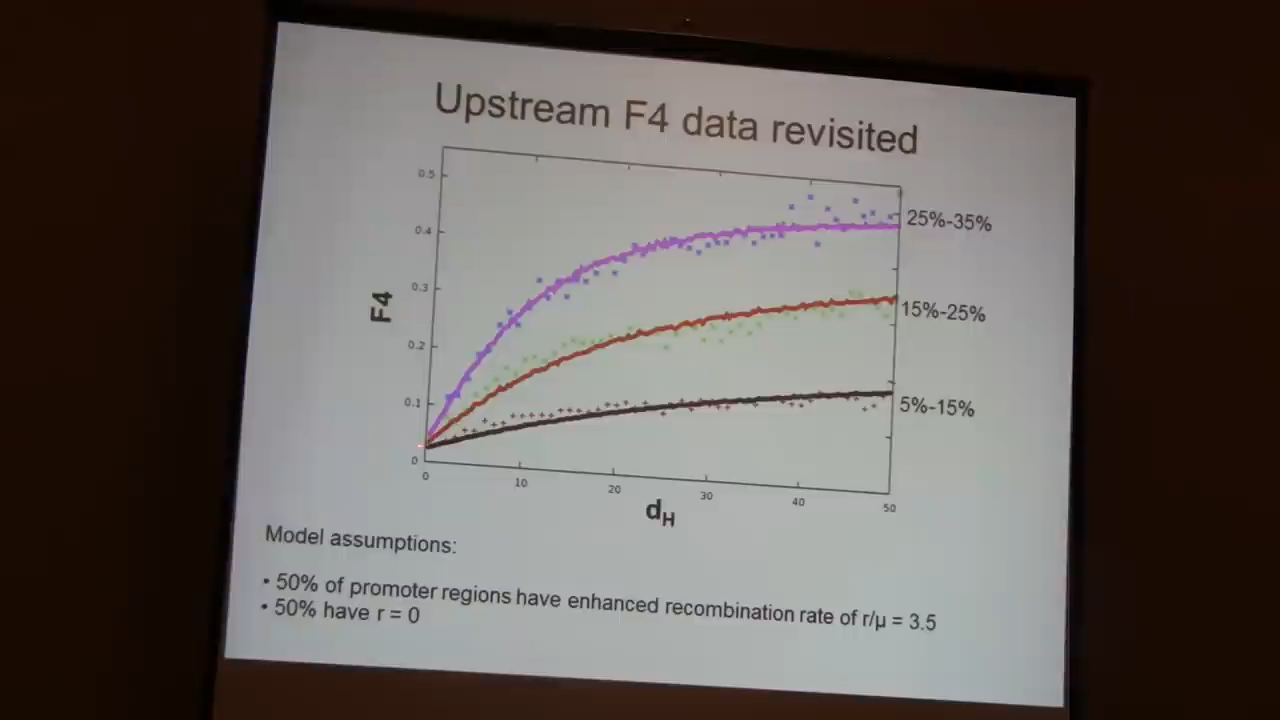 Upstream F4 data revisited
0.5
0.4
0.3
0.2
0.1
0
F4
25%-35%
15%-25%
5%-15%
0
10
20
30
40
50
dH
Model assumptions:
• 50% of promoter regions have enhanced recombination rate of r/μ = 3.5
• 50% have r = 0